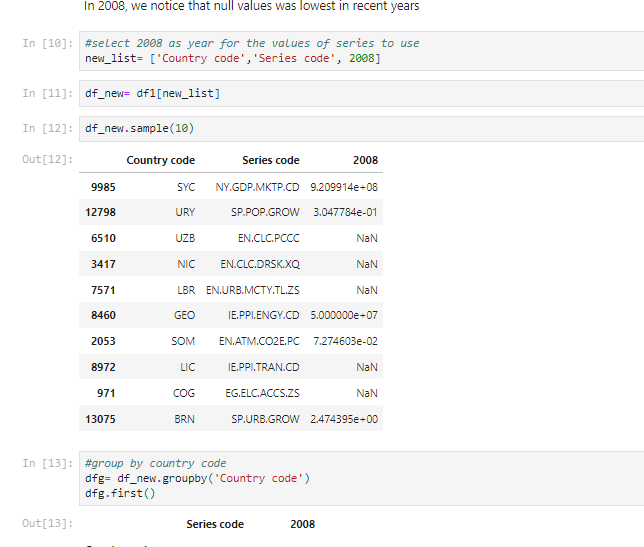 In 2008, we notice that null values was lowest in recent years
In [10]: #select 2008 as year for the values of series to use
new_list= ['Country code','Series code', 2008]
In [11]: df_new= df1[new_list]
In [12]: df_new.sample(10)
Out[12]: Country code Series code 2008
9985 SYC NY.GDP.MKTP.CD 9.209914e+08
12798 URY SP.POP.GROW 3.047784e-01
6510 UZB EN.CLC.PCCC NaN
3417 NIC EN.CLC.DRSK.XQ NaN
7571 LBR EN.URB.MCTY.TL.ZS NaN
8460 GEO IE.PPI.ENGY.CD 5.000000e+07
2053 SOM EN.ATM.CO2E.PC 7.274603e-02
8972 LIC IE.PPI.TRAN.CD NaN
971 COG EG.ELC.ACCS.ZS NaN
13075 BRN SP.URB.GROW 2.474395e+00
In [13]: #group by country code
dfg= df_new.groupby('Country code')
dfg.first()
Out[13]: Series code 2008